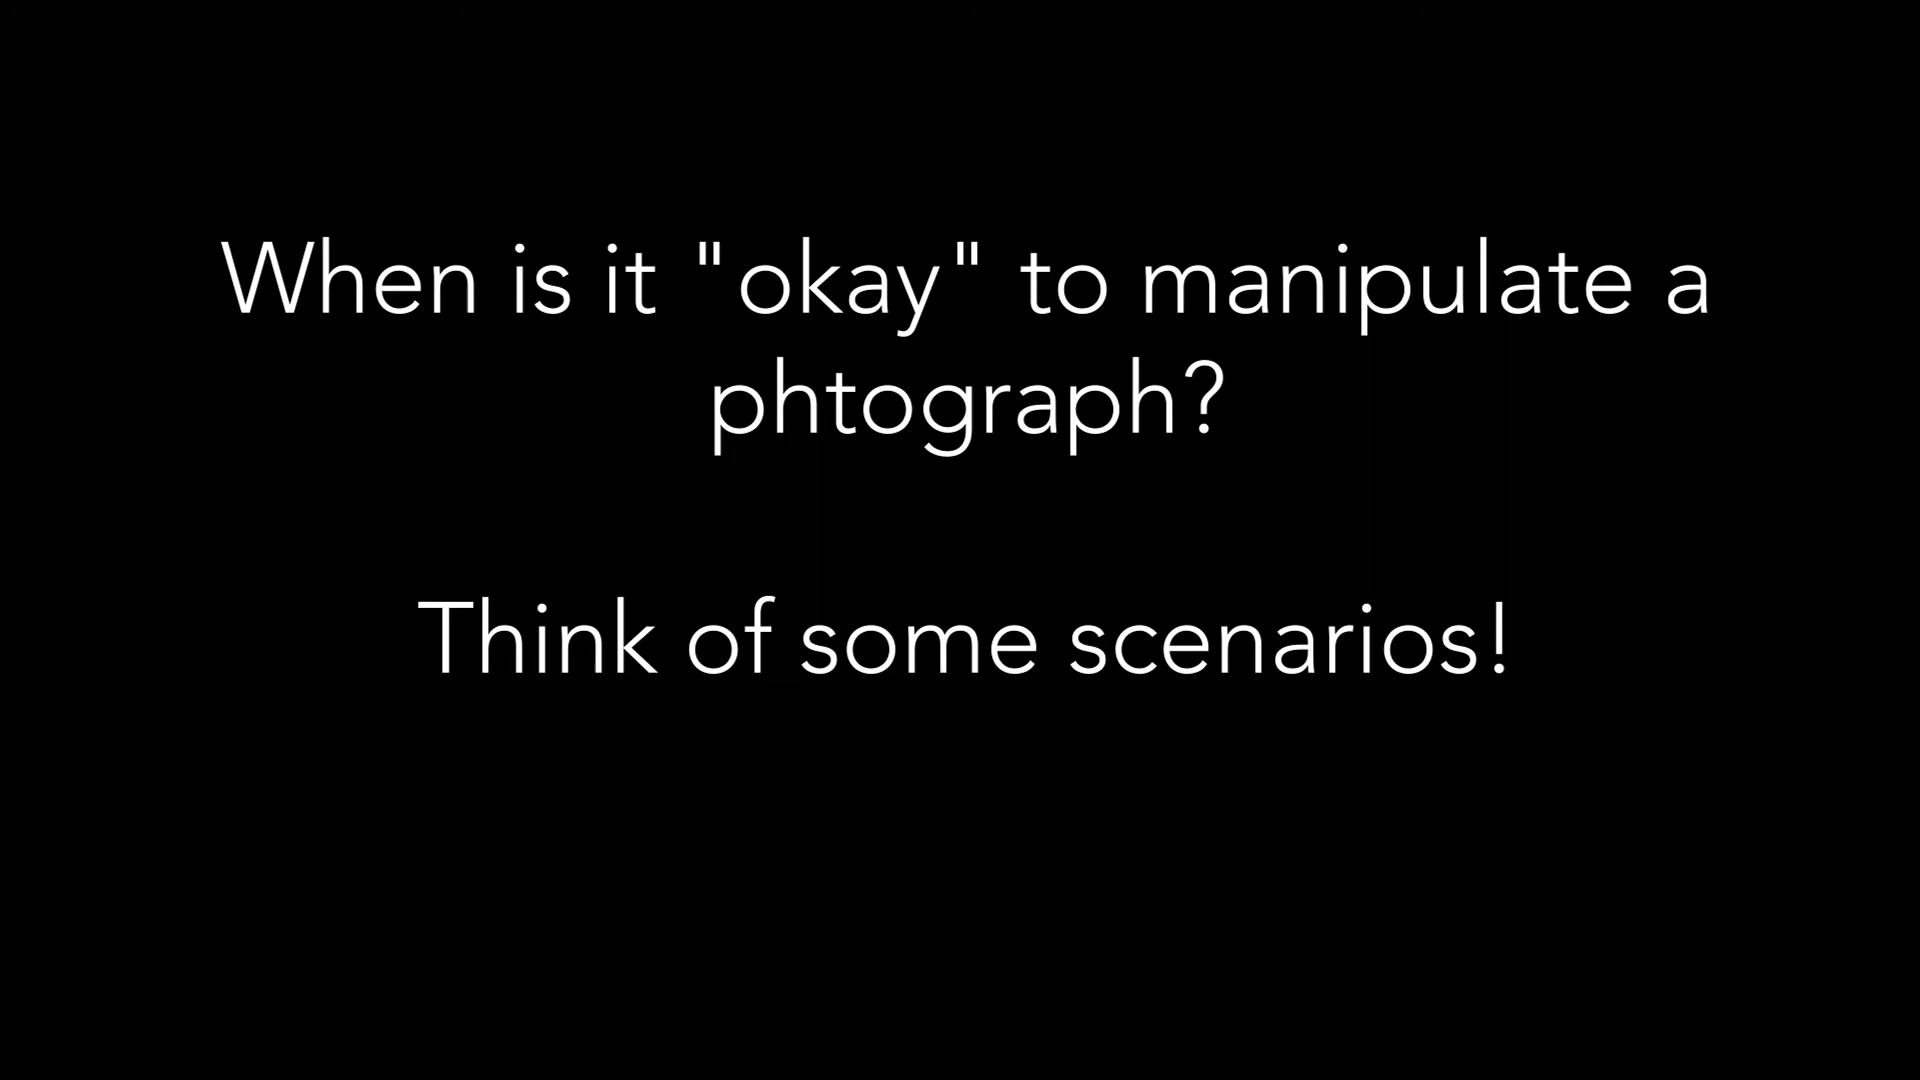 When is it "okay" to manipulate a
phtograph?
Think of some scenarios!